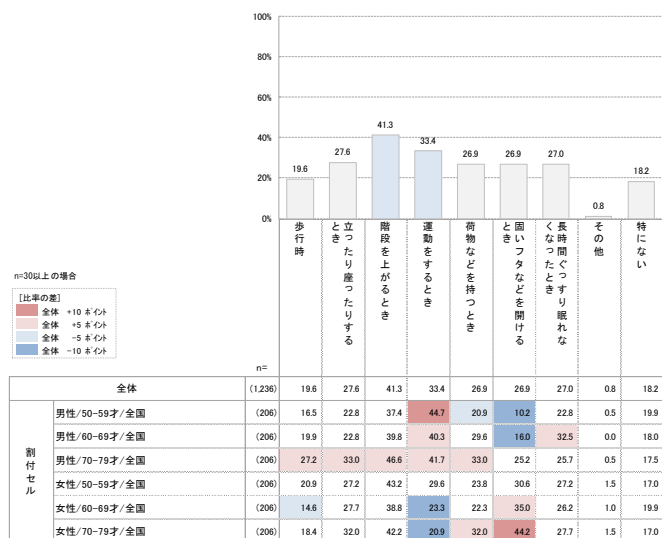 100%
80%
60%
40%
20%
0%
19.6 27.6 41.3 33.4 26.9 26.9 27.0 0.8 18.2
歩行時
立ったり座ったりする
とき
階段を上がるとき
運動をするとき
荷物などを持つとき
固いフタなどを開ける
とき
長時間ぐっすり眠れな
くなったとき
その他
特にない
n=30以上の場合
[比率の差]
全体 +10 ポイント
全体 +5 ポイント
全体 -5 ポイント
全体 -10 ポイント
n=
全体 (1,236) 19.6 27.6 41.3 33.4 26.9 26.9 27.0 0.8 18.2
割付セル
男性/50-59才/全国 (206) 16.5 22.8 37.4 44.7 20.9 10.2 22.8 0.5 19.9
男性/60-69才/全国 (206) 19.9 22.8 39.8 40.3 29.6 16.0 32.5 0.0 18.0
男性/70-79才/全国 (206) 27.2 33.0 46.6 41.7 33.0 25.2 25.7 0.5 17.5
女性/50-59才/全国 (206) 20.9 27.2 43.2 29.6 23.8 30.6 27.2 1.5 17.0
女性/60-69才/全国 (206) 14.6 27.7 38.8 23.3 22.3 35.0 26.2 1.0 19.9
女性/70-79才/全国 (206) 18.4 32.0 42.2 20.9 32.0 44.2 27.7 1.5 17.0